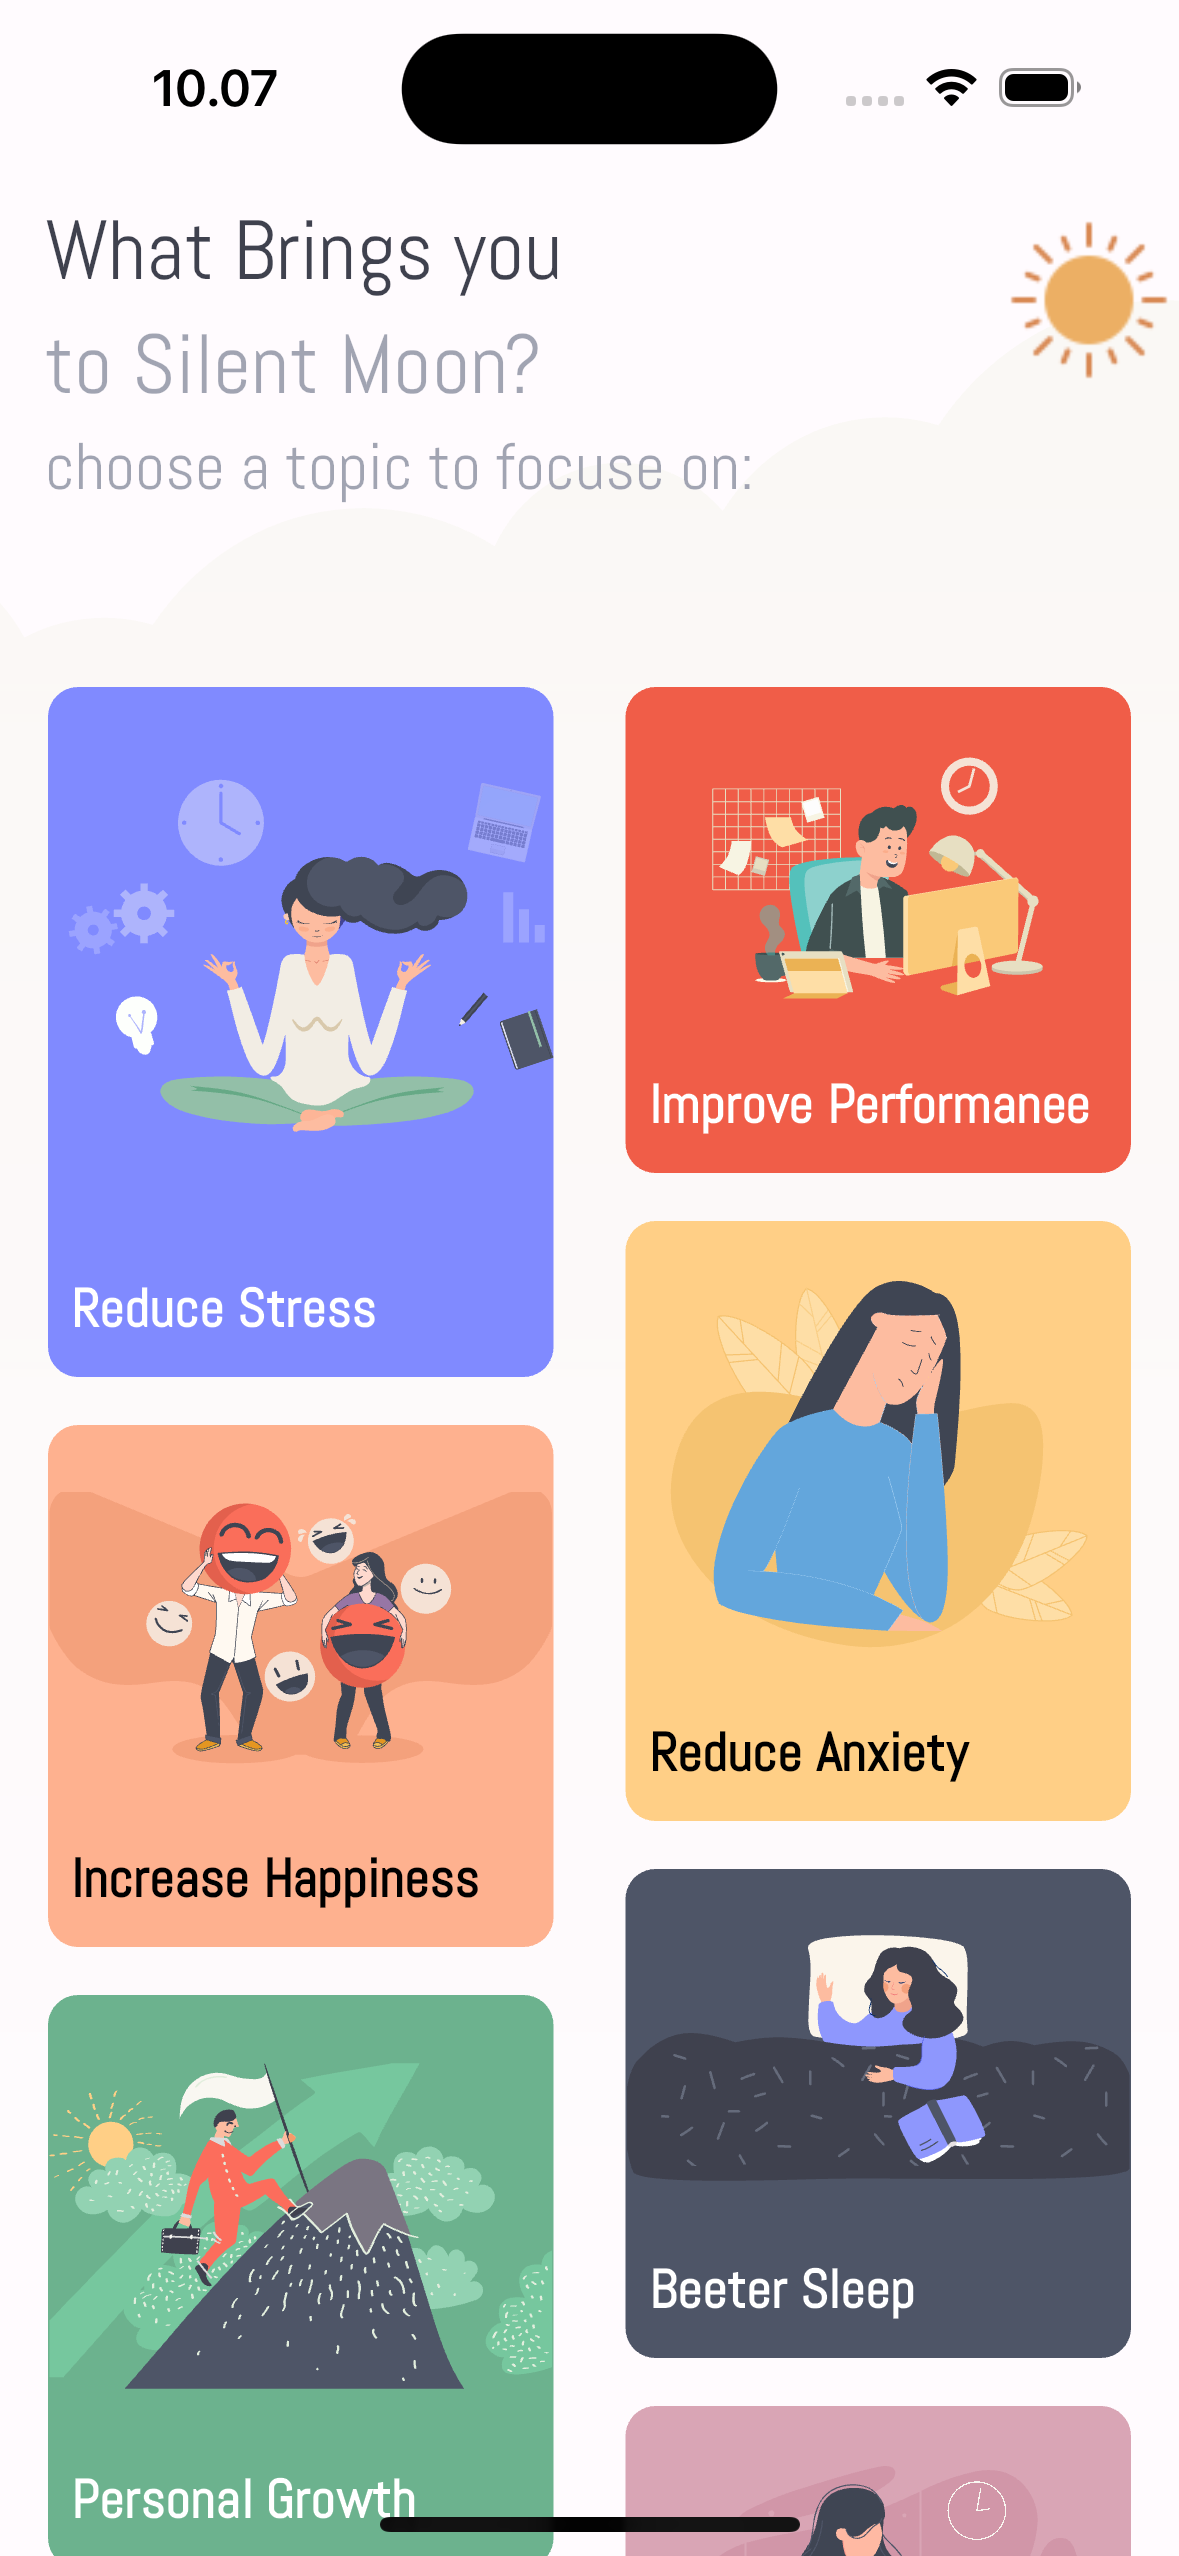 10.07
What Brings you
to Silent Moon?
choose a topic to focuse on:
Reduce Stress
Improve Performanee
Increase Happiness
Reduce Anxiety
Personal Growth
Beeter Sleep